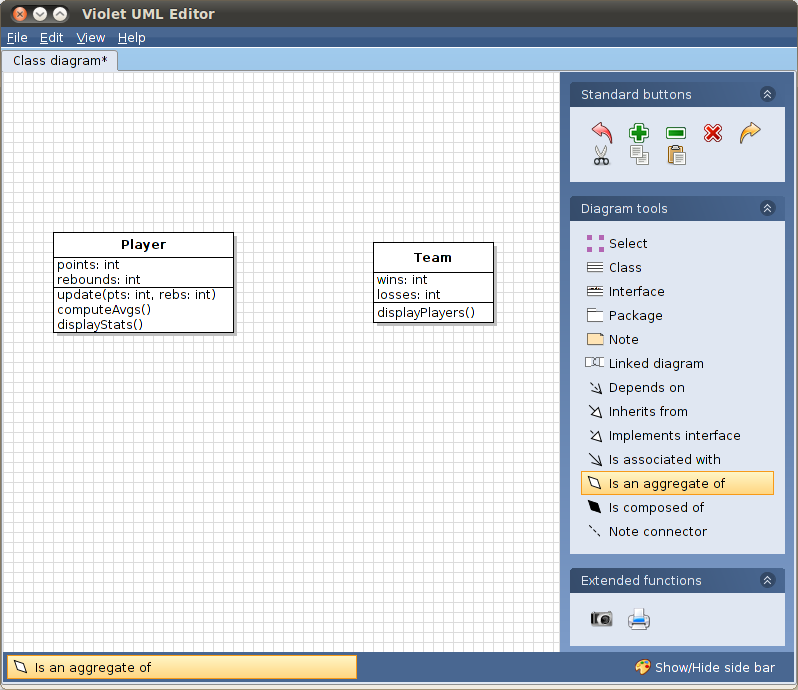 Violet UML Editor
File Edit View Help
Class diagram*
Player
points: int
rebounds: int
update(pts: int, rebs: int)
computeAvgs()
displayStats()
Team
wins: int
losses: int
displayPlayers()
Standard buttons
Diagram tools
Select
Class
Interface
Package
Note
Linked diagram
Depends on
Inherits from
Implements interface
Is associated with
Is an aggregate of
Is composed of
Note connector
Extended functions
Is an aggregate of
Show/Hide side bar